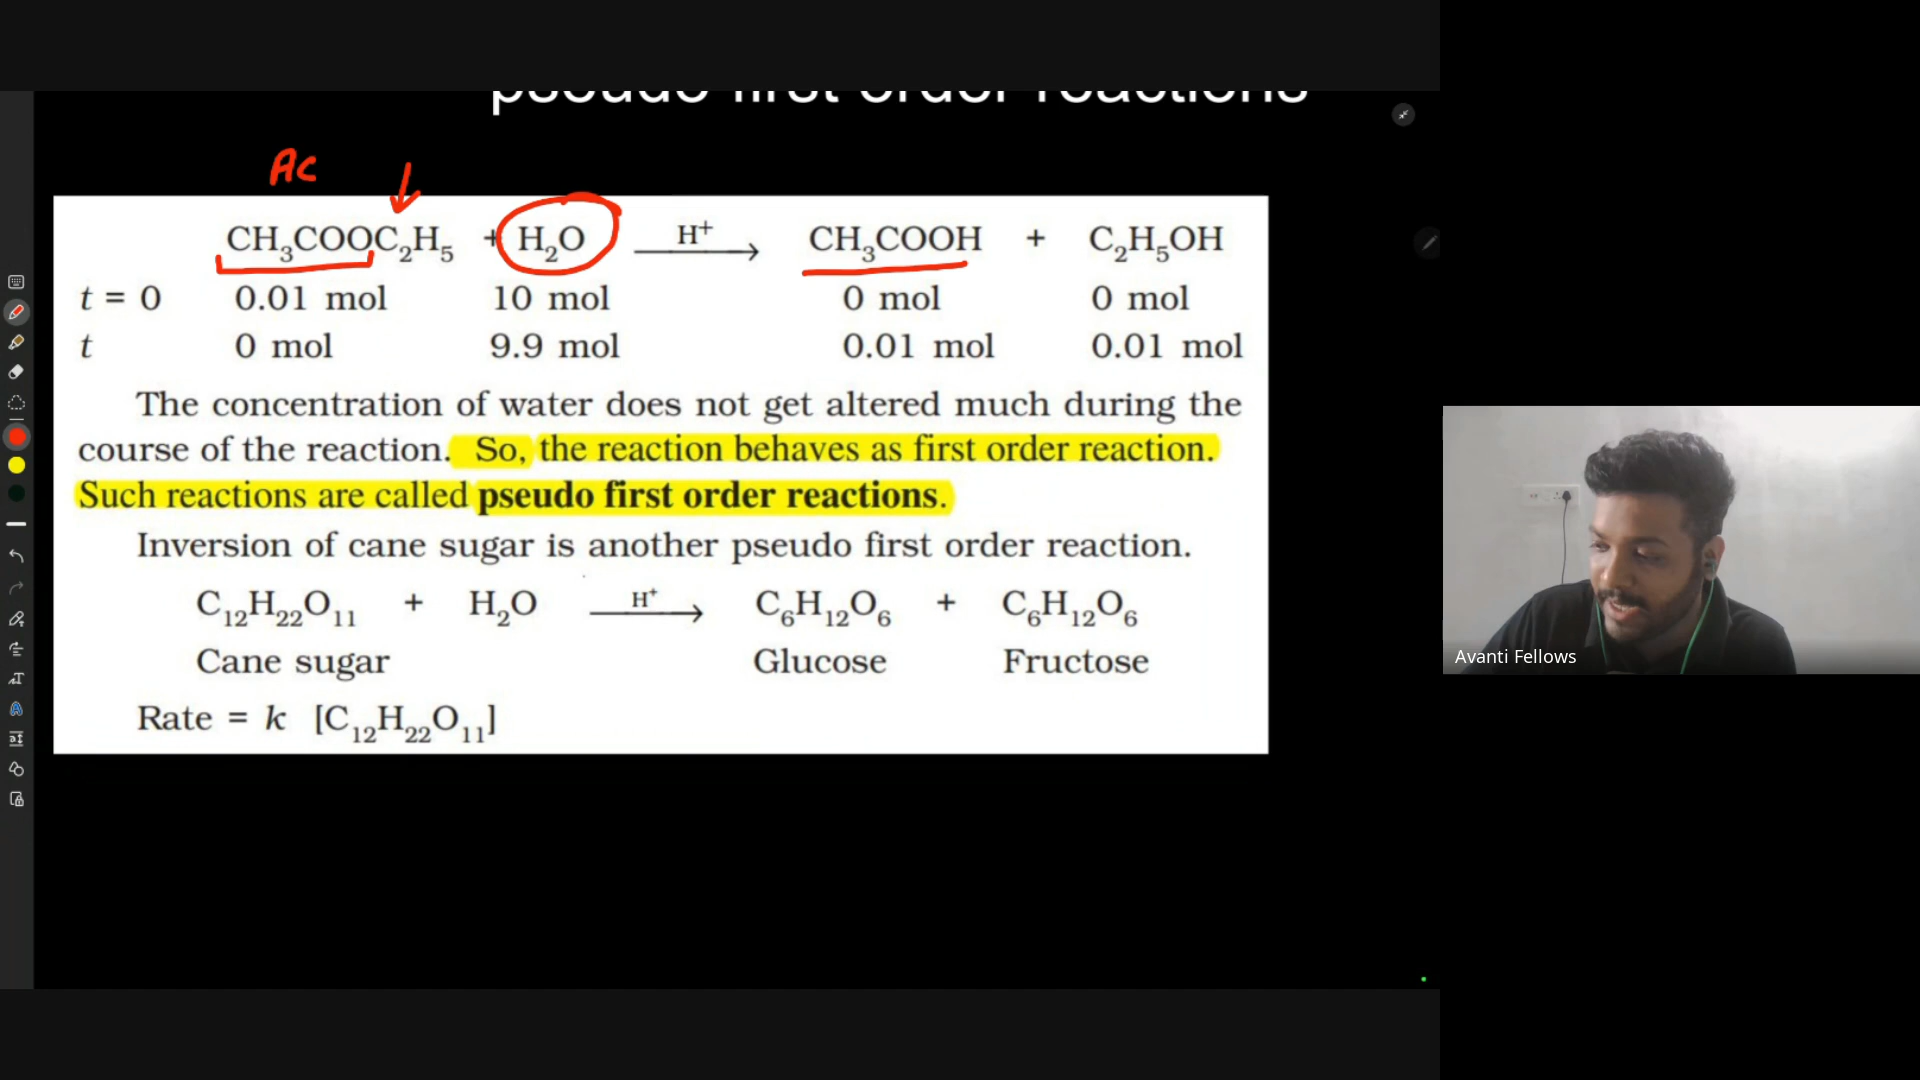 pseudo first order reactions
AC
CH₃COOC₂H₅ + H₂O —H⁺→ CH₃COOH + C₂H₅OH
t = 0 0.01 mol 10 mol 0 mol 0 mol
t 0 mol 9.9 mol 0.01 mol 0.01 mol
The concentration of water does not get altered much during the
course of the reaction. So, the reaction behaves as first order reaction.
Such reactions are called pseudo first order reactions.
Inversion of cane sugar is another pseudo first order reaction.
C₁₂H₂₂O₁₁ + H₂O —H⁺→ C₆H₁₂O₆ + C₆H₁₂O₆
Cane sugar Glucose Fructose
Rate = k [C₁₂H₂₂O₁₁]
Avanti Fellows